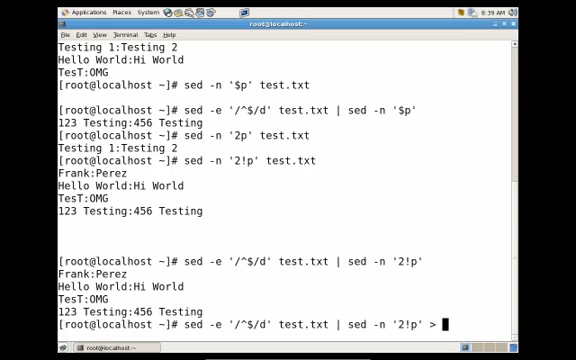 Applications Places System 8:39 AM
root@localhost:~
File Edit View Terminal Tabs Help
Testing 1:Testing 2
Hello World:Hi World
TesT:OMG
[root@localhost ~]# sed -n '$p' test.txt
[root@localhost ~]# sed -e '/^$/d' test.txt | sed -n '$p'
123 Testing:456 Testing
[root@localhost ~]# sed -n '2p' test.txt
Testing 1:Testing 2
[root@localhost ~]# sed -n '2!p' test.txt
Frank:Perez
Hello World:Hi World
TesT:OMG
123 Testing:456 Testing
[root@localhost ~]# sed -e '/^$/d' test.txt | sed -n '2!p'
Frank:Perez
Hello World:Hi World
TesT:OMG
123 Testing:456 Testing
[root@localhost ~]# sed -e '/^$/d' test.txt | sed -n '2!p' >
root@localhost:~